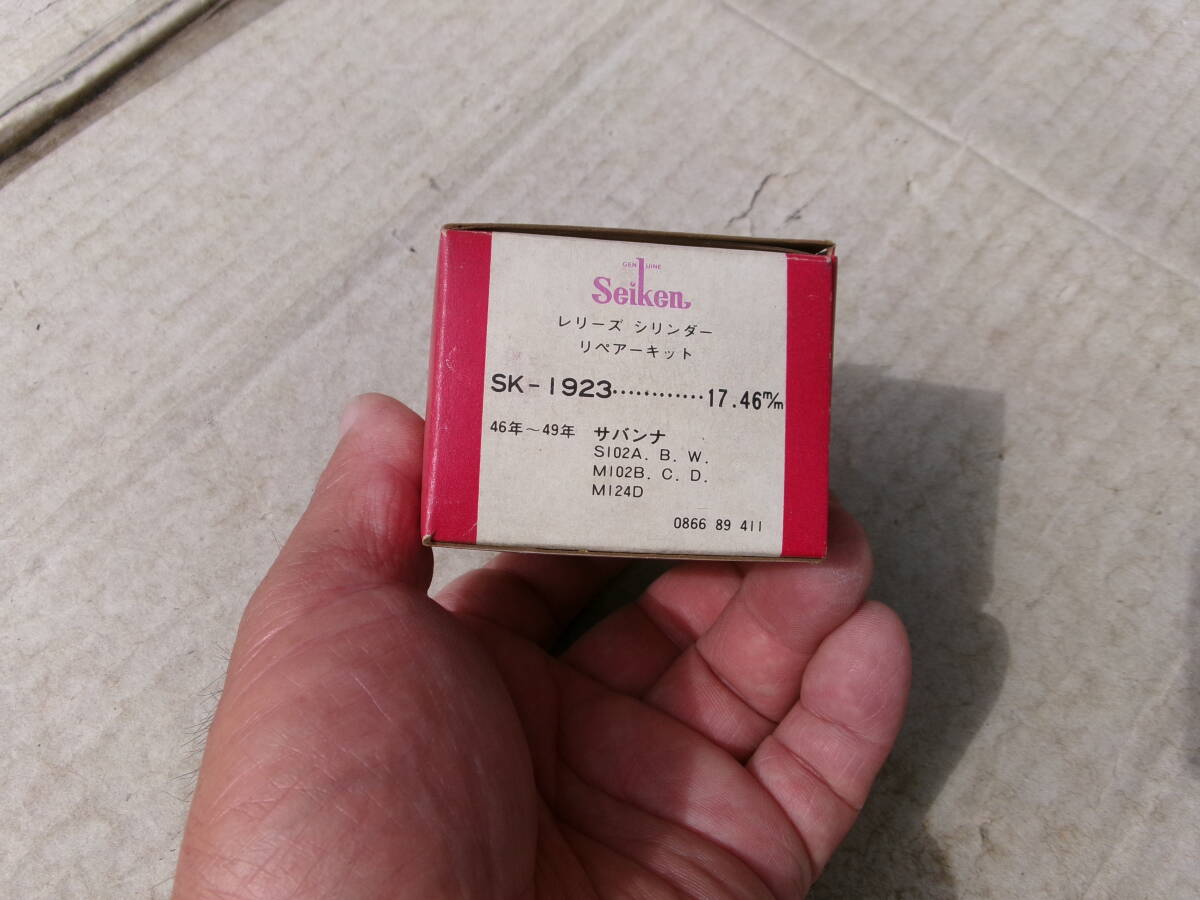 GENUINE
Seiken
レリーズ シリンダー
リペアーキット
SK-1923............17.46m/m
46年～49年 サバンナ
S102A. B. W.
M102B. C. D.
M124D
0866 89 411